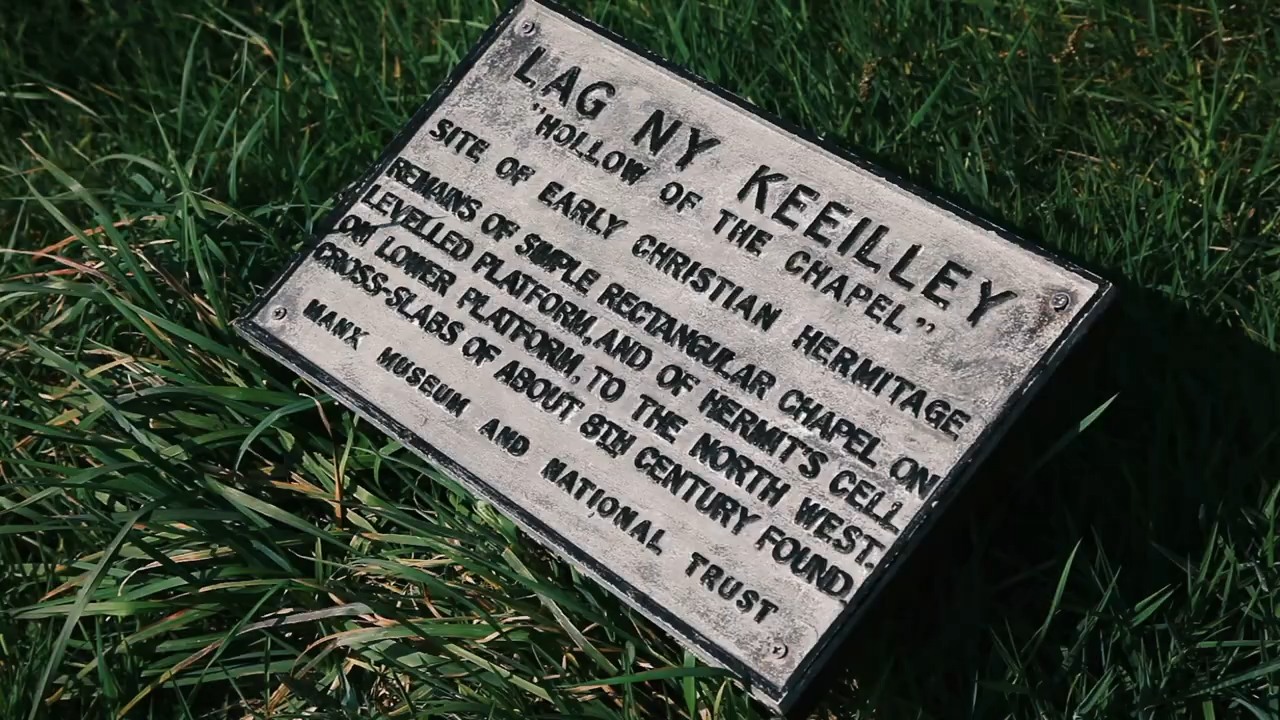 LAG NY KEEILLEY
"HOLLOW OF THE CHAPEL"
SITE OF EARLY CHRISTIAN HERMITAGE
REMAINS OF SIMPLE RECTANGULAR CHAPEL ON
LEVELLED PLATFORM, AND OF HERMIT'S CELL
ON LOWER PLATFORM, TO THE NORTH WEST.
CROSS-SLABS OF ABOUT 8TH CENTURY FOUND.
MANX MUSEUM AND NATIONAL TRUST